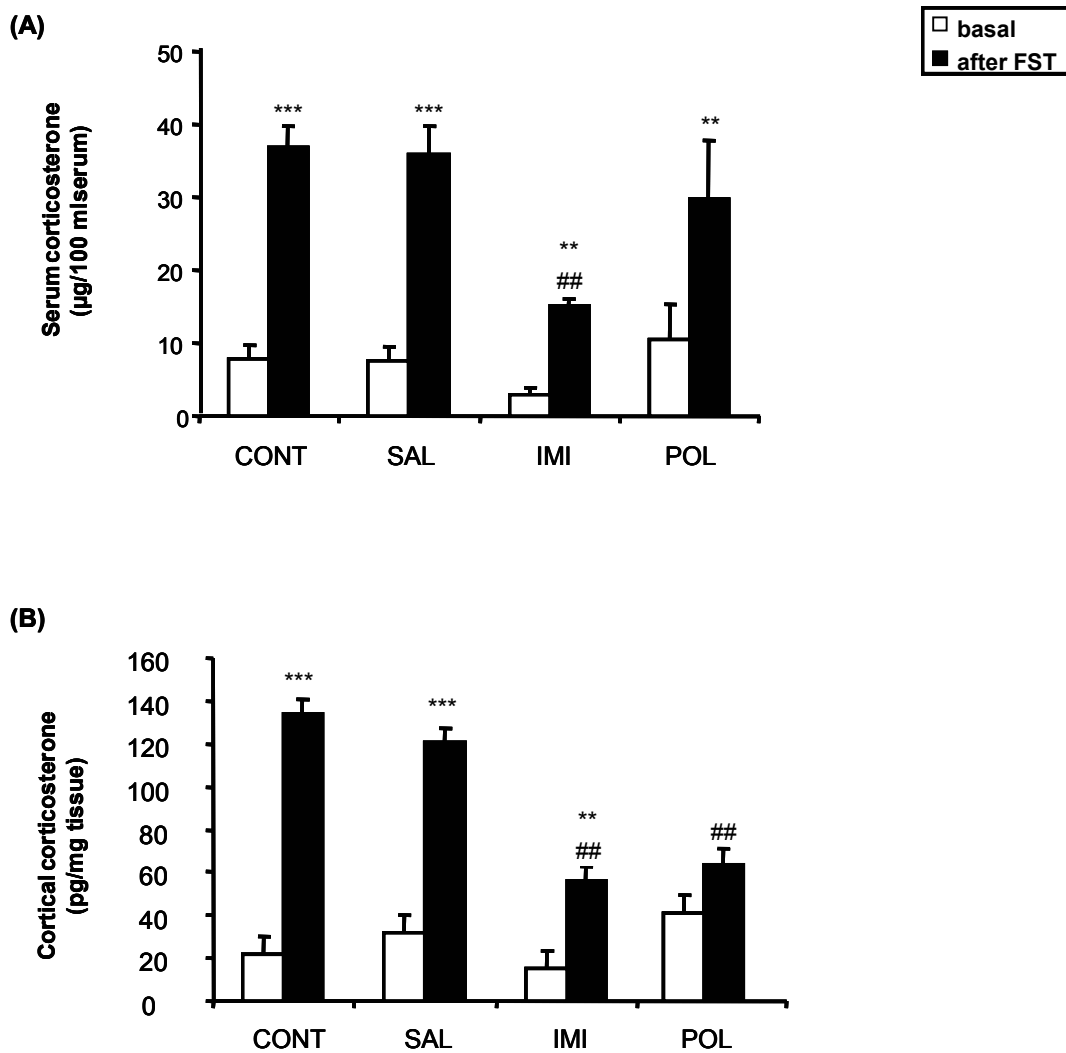 (A)
basal
after FST
Serum corticosterone
(µg/100 mlserum)
50
40
30
20
10
0
***
***
**
##
**
CONT SAL IMI POL
(B)
Cortical corticosterone
(pg/mg tissue)
160
140
120
100
80
60
40
20
0
***
***
**
##
##
CONT SAL IMI POL